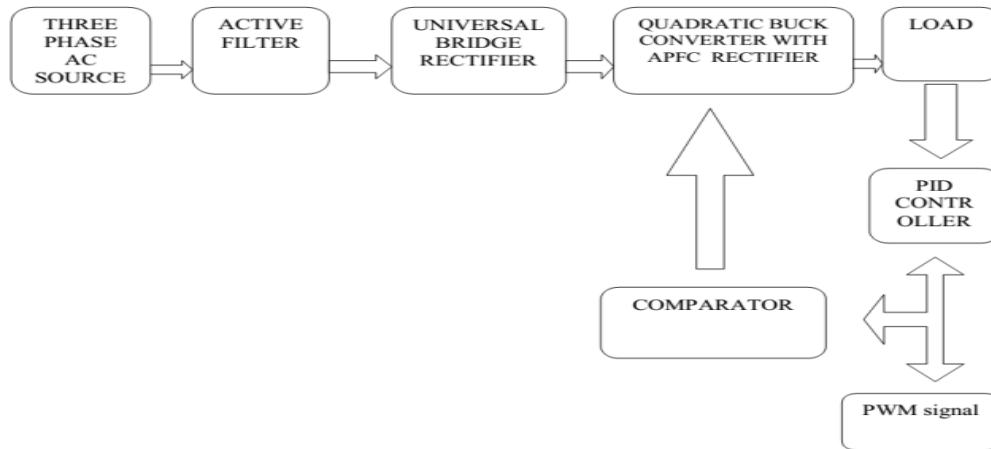 THREE
PHASE
AC
SOURCE
ACTIVE
FILTER
UNIVERSAL
BRIDGE
RECTIFIER
QUADRATIC BUCK
CONVERTER WITH
APFC RECTIFIER
LOAD
PID
CONTR
OLLER
COMPARATOR
PWM signal